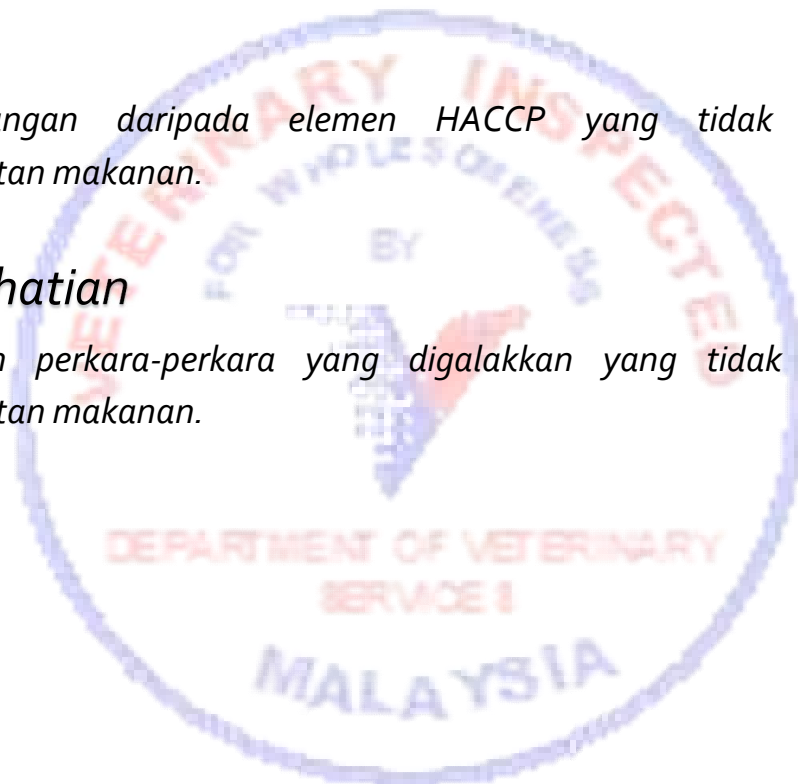 angan daripada elemen HACCP yang tidak
tan makanan.
hatian
n perkara-perkara yang digalakkan yang tidak
tan makanan.
VETERINARY INSPECTED
FOR WHOLESOMENESS
BY
DEPARTMENT OF VETERINARY
SERVICES
MALAYSIA